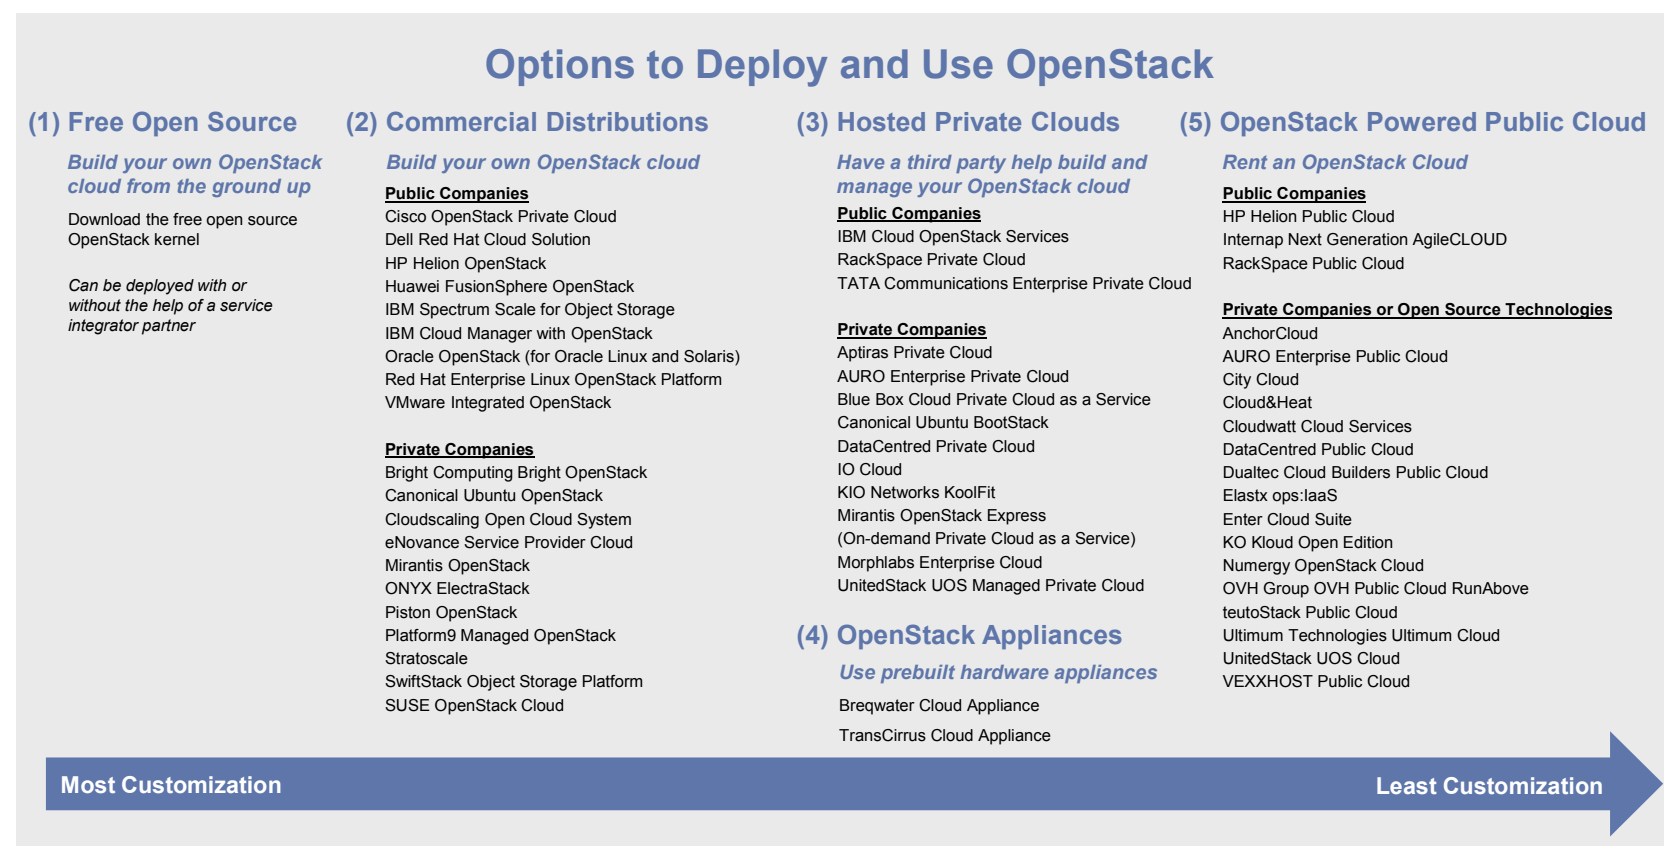 Options to Deploy and Use OpenStack
(1) Free Open Source
Build your own OpenStack
cloud from the ground up
Download the free open source
OpenStack kernel
Can be deployed with or
without the help of a service
integrator partner
(2) Commercial Distributions
Build your own OpenStack cloud
Public Companies
Cisco OpenStack Private Cloud
Dell Red Hat Cloud Solution
HP Helion OpenStack
Huawei FusionSphere OpenStack
IBM Spectrum Scale for Object Storage
IBM Cloud Manager with OpenStack
Oracle OpenStack (for Oracle Linux and Solaris)
Red Hat Enterprise Linux OpenStack Platform
VMware Integrated OpenStack
Private Companies
Bright Computing Bright OpenStack
Canonical Ubuntu OpenStack
Cloudscaling Open Cloud System
eNovance Service Provider Cloud
Mirantis OpenStack
ONYX ElectraStack
Piston OpenStack
Platform9 Managed OpenStack
Stratoscale
SwiftStack Object Storage Platform
SUSE OpenStack Cloud
(3) Hosted Private Clouds
Have a third party help build and
manage your OpenStack cloud
Public Companies
IBM Cloud OpenStack Services
RackSpace Private Cloud
TATA Communications Enterprise Private Cloud
Private Companies
Aptiras Private Cloud
AURO Enterprise Private Cloud
Blue Box Cloud Private Cloud as a Service
Canonical Ubuntu BootStack
DataCentred Private Cloud
IO Cloud
KIO Networks KoolFit
Mirantis OpenStack Express
(On-demand Private Cloud as a Service)
Morphlabs Enterprise Cloud
UnitedStack UOS Managed Private Cloud
(4) OpenStack Appliances
Use prebuilt hardware appliances
Breqwater Cloud Appliance
TransCirrus Cloud Appliance
(5) OpenStack Powered Public Cloud
Rent an OpenStack Cloud
Public Companies
HP Helion Public Cloud
Internap Next Generation AgileCLOUD
RackSpace Public Cloud
Private Companies or Open Source Technologies
AnchorCloud
AURO Enterprise Public Cloud
City Cloud
Cloud&Heat
Cloudwatt Cloud Services
DataCentred Public Cloud
Dualtec Cloud Builders Public Cloud
Elastx ops:IaaS
Enter Cloud Suite
KO Kloud Open Edition
Numergy OpenStack Cloud
OVH Group OVH Public Cloud RunAbove
teutoStack Public Cloud
Ultimum Technologies Ultimum Cloud
UnitedStack UOS Cloud
VEXXHOST Public Cloud
Most Customization
Least Customization